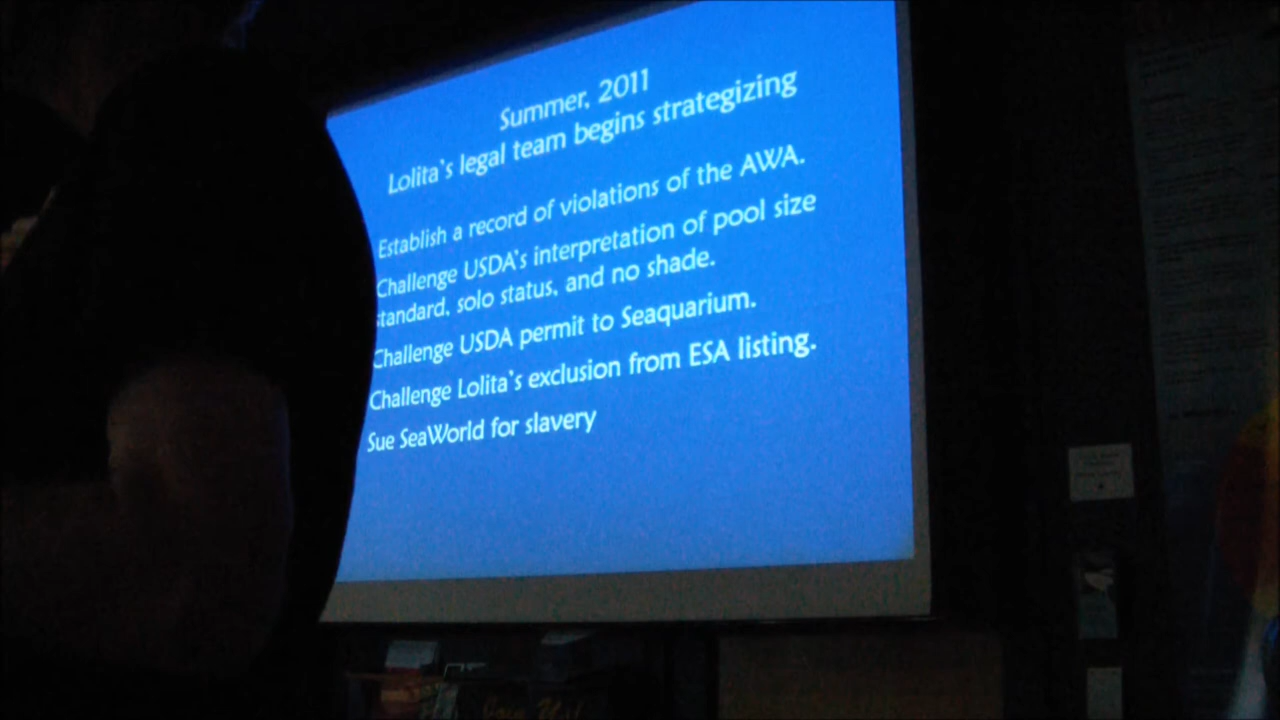 Summer, 2011
Lolita's legal team begins strategizing
Establish a record of violations of the AWA.
Challenge USDA's interpretation of pool size
standard, solo status, and no shade.
Challenge USDA permit to Seaquarium.
Challenge Lolita's exclusion from ESA listing.
Sue SeaWorld for slavery